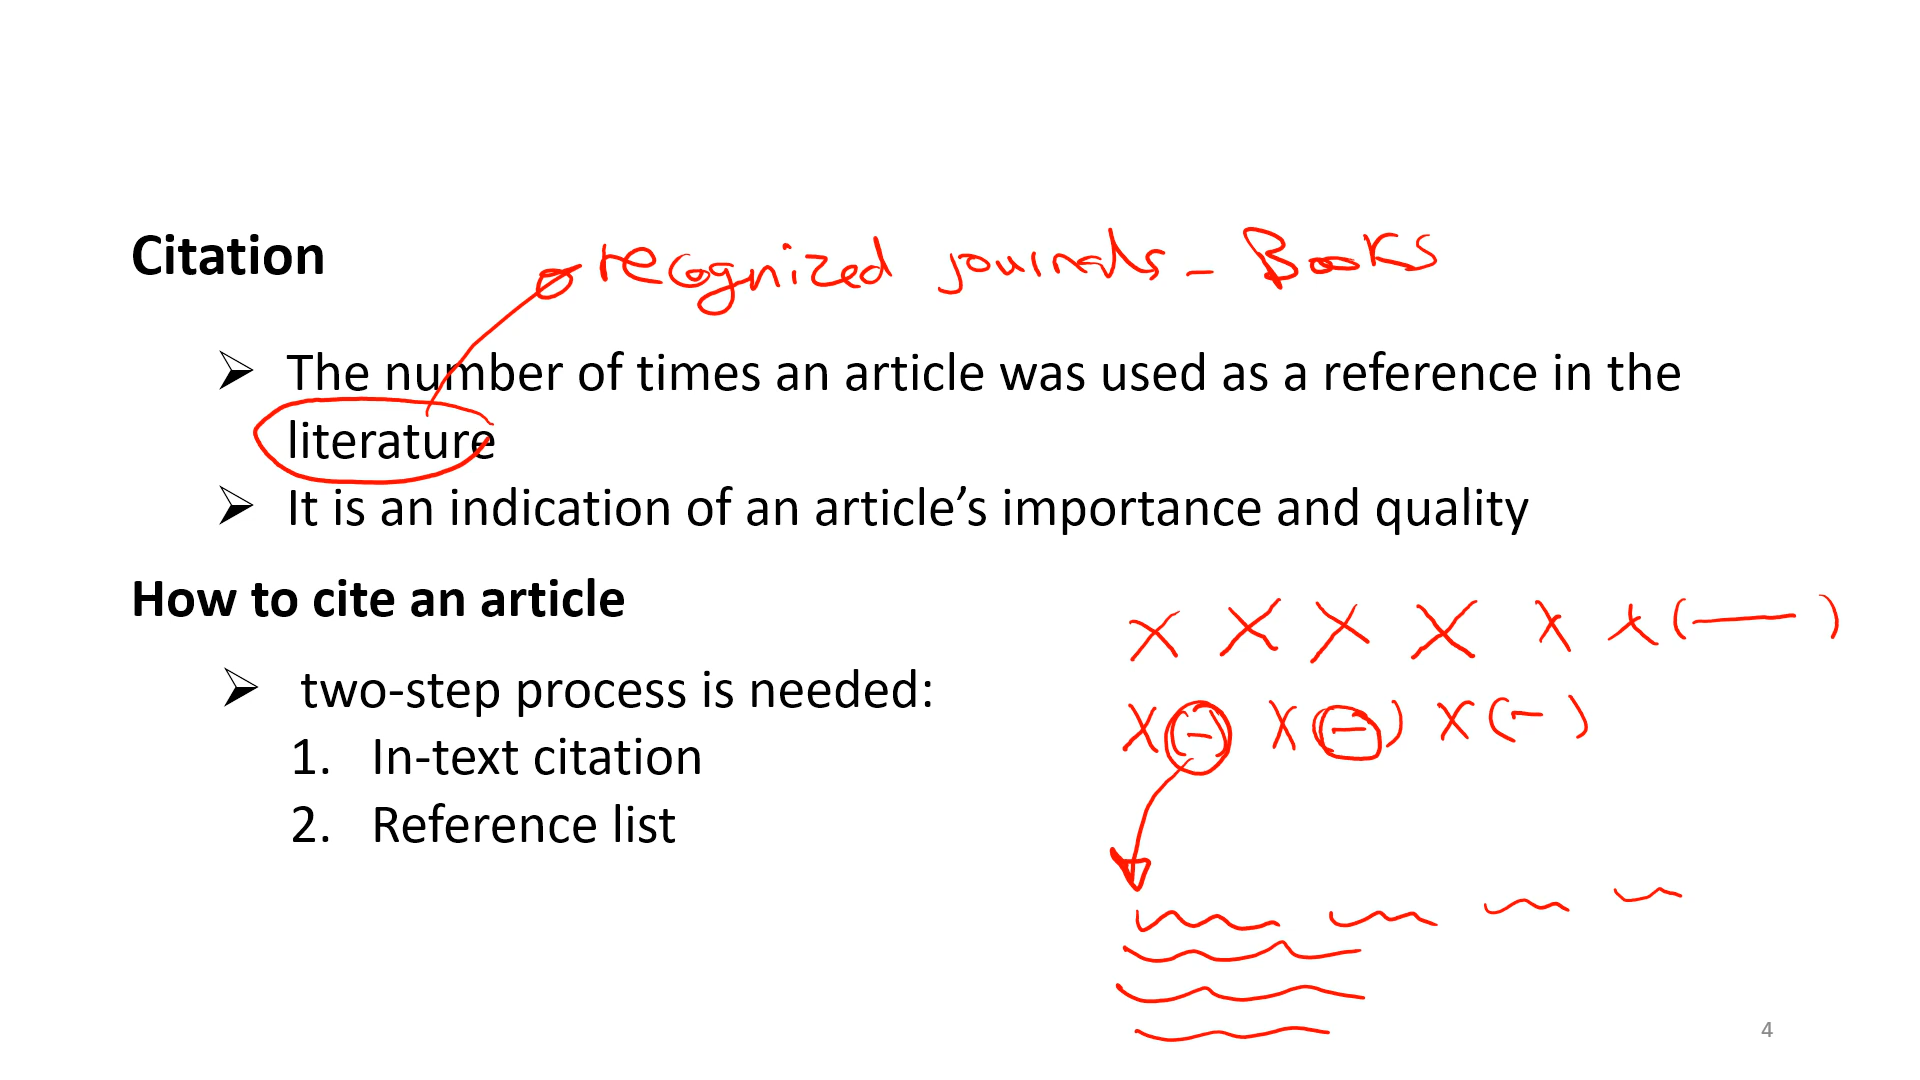 Citation
recognized journals - Books
➢ The number of times an article was used as a reference in the
literature
➢ It is an indication of an article’s importance and quality
How to cite an article
x x x x x x (—)
➢ two-step process is needed:
x (-) x (-) x (-)
1. In-text citation
2. Reference list
4